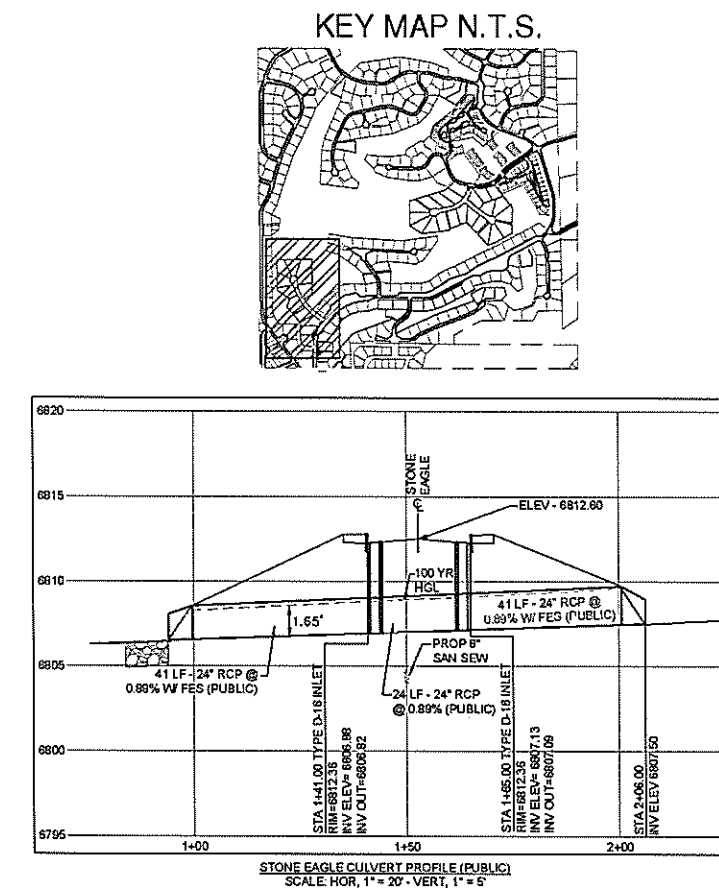 KEY MAP N.T.S.
6820
6815
6810
6805
6800
6795
STONE
EAGLE
℄
ELEV - 6812.60
100 YR
HGL
1.65'
41 LF - 24" RCP @
0.89% W/ FES (PUBLIC)
41 LF - 24" RCP @
0.89% W/ FES (PUBLIC)
PROP 8"
SAN SEW
24 LF - 24" RCP
@ 0.89% (PUBLIC)
STA 1+41.00 TYPE D-16 INLET
RIM=6812.36
INV ELEV= 6806.88
INV OUT=6806.82
STA 1+65.00 TYPE D-16 INLET
RIM=6812.36
INV ELEV= 6807.13
INV OUT=6807.09
STA 2+06.00
INV ELEV 6807.50
1+00
1+50
2+00
STONE EAGLE CULVERT PROFILE (PUBLIC)
SCALE: HOR, 1" = 20' - VERT, 1" = 5'